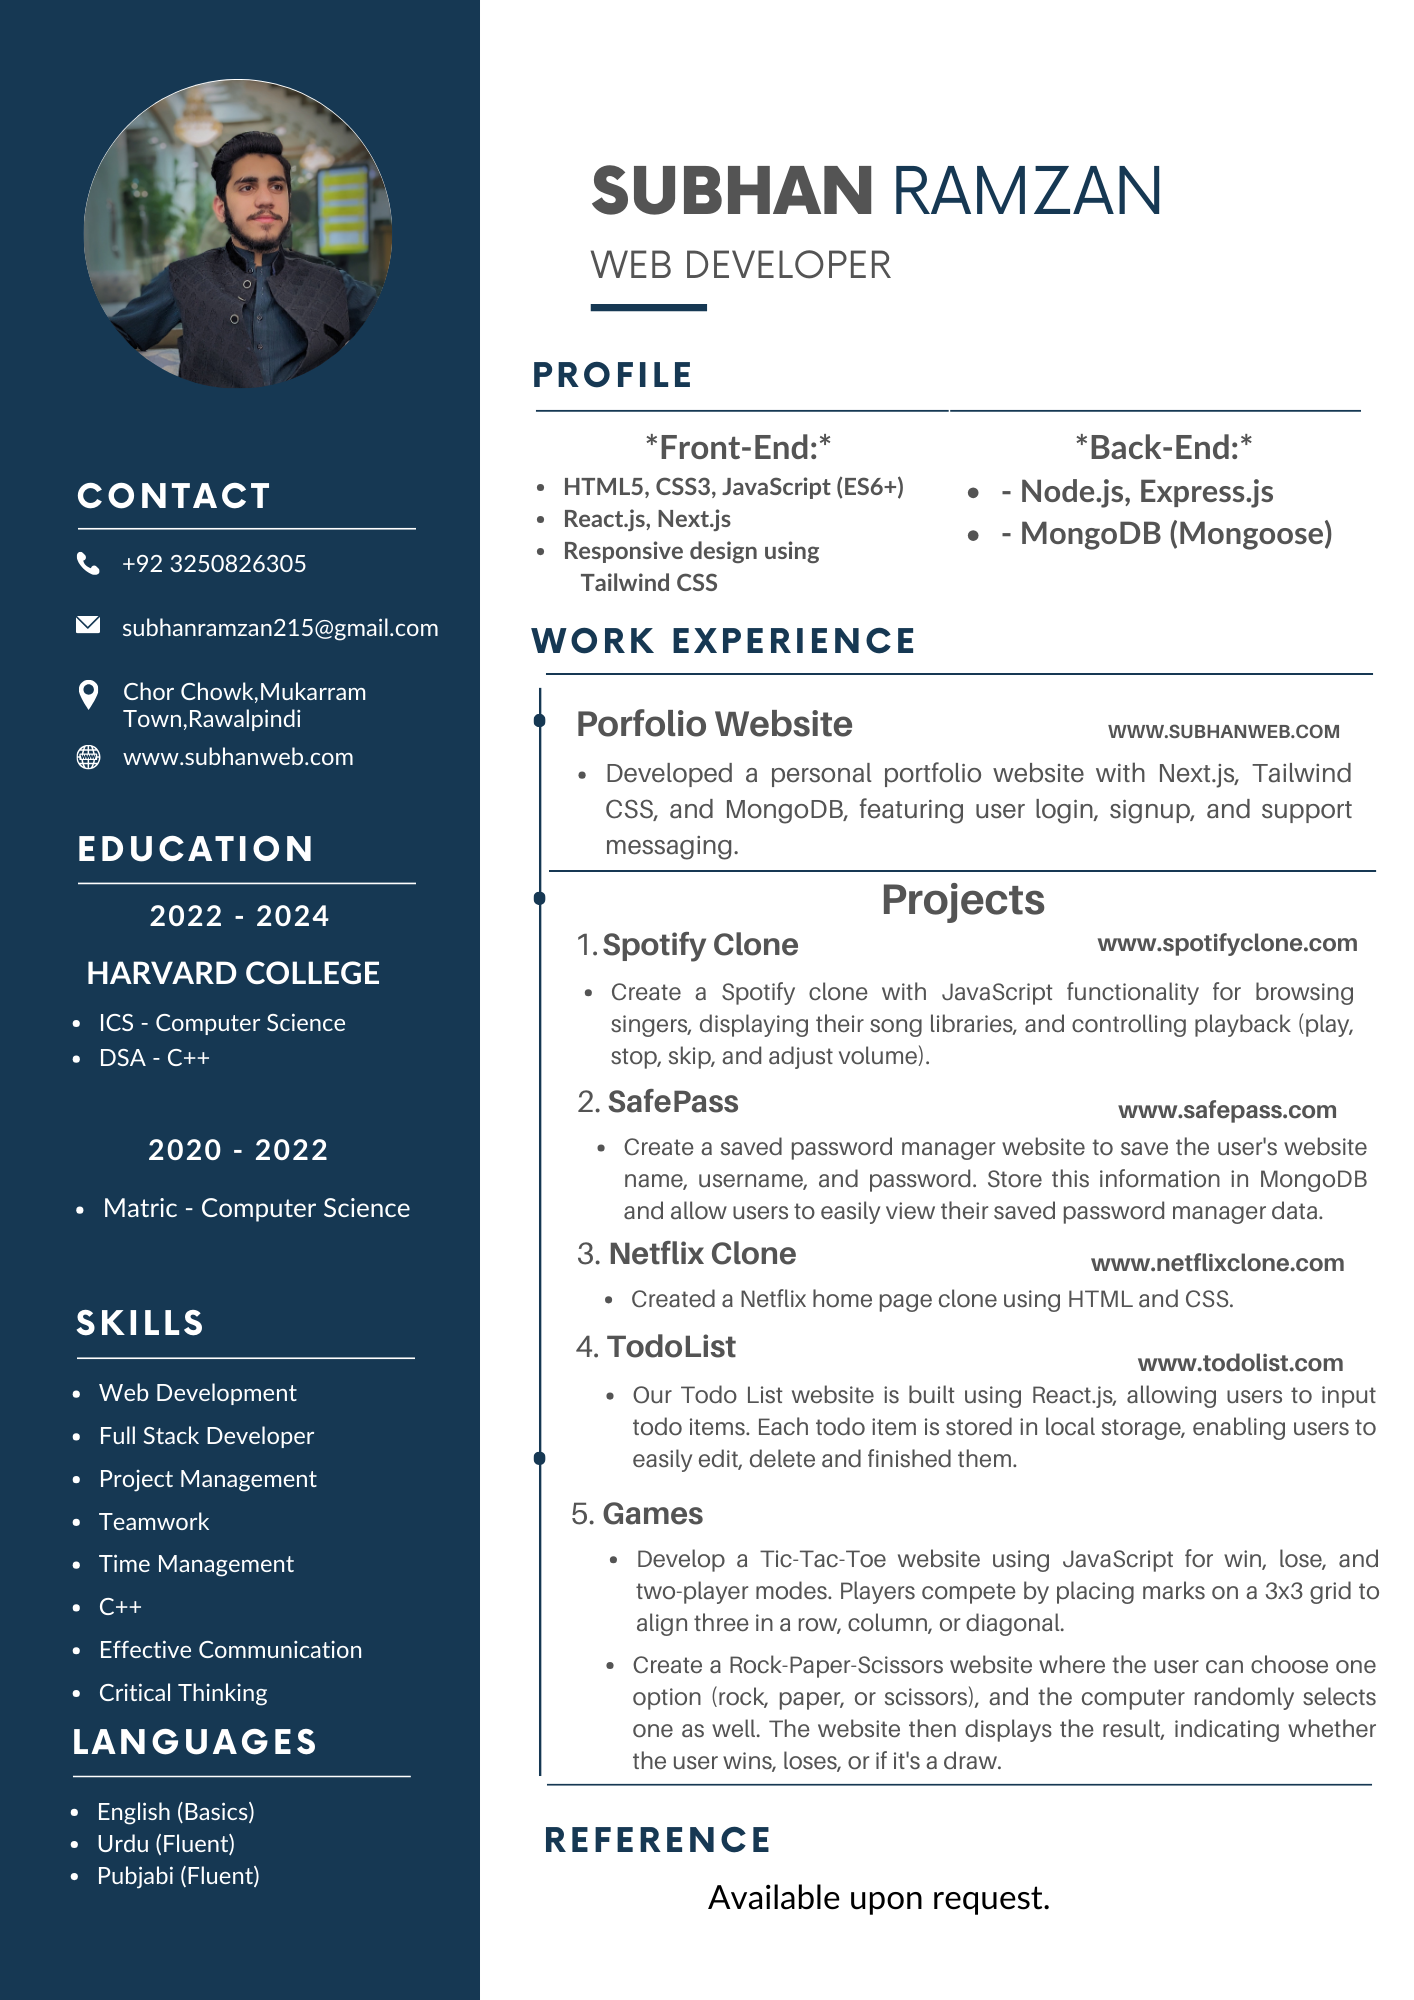 SUBHAN RAMZAN
WEB DEVELOPER
CONTACT
+92 3250826305
subhanramzan215@gmail.com
Chor Chowk,Mukarram
Town,Rawalpindi
www.subhanweb.com
EDUCATION
2022 - 2024
HARVARD COLLEGE
• ICS - Computer Science
• DSA - C++
2020 - 2022
• Matric - Computer Science
SKILLS
• Web Development
• Full Stack Developer
• Project Management
• Teamwork
• Time Management
• C++
• Effective Communication
• Critical Thinking
LANGUAGES
• English (Basics)
• Urdu (Fluent)
• Pubjabi (Fluent)
PROFILE
*Front-End:*
• HTML5, CSS3, JavaScript (ES6+)
• React.js, Next.js
• Responsive design using
Tailwind CSS
*Back-End:*
• - Node.js, Express.js
• - MongoDB (Mongoose)
WORK EXPERIENCE
Porfolio Website WWW.SUBHANWEB.COM
• Developed a personal portfolio website with Next.js, Tailwind
CSS, and MongoDB, featuring user login, signup, and support
messaging.
Projects
1. Spotify Clone www.spotifyclone.com
• Create a Spotify clone with JavaScript functionality for browsing
singers, displaying their song libraries, and controlling playback (play,
stop, skip, and adjust volume).
2. SafePass www.safepass.com
• Create a saved password manager website to save the user's website
name, username, and password. Store this information in MongoDB
and allow users to easily view their saved password manager data.
3. Netflix Clone www.netflixclone.com
• Created a Netflix home page clone using HTML and CSS.
4. TodoList www.todolist.com
• Our Todo List website is built using React.js, allowing users to input
todo items. Each todo item is stored in local storage, enabling users to
easily edit, delete and finished them.
5. Games
• Develop a Tic-Tac-Toe website using JavaScript for win, lose, and
two-player modes. Players compete by placing marks on a 3x3 grid to
align three in a row, column, or diagonal.
• Create a Rock-Paper-Scissors website where the user can choose one
option (rock, paper, or scissors), and the computer randomly selects
one as well. The website then displays the result, indicating whether
the user wins, loses, or if it's a draw.
REFERENCE
Available upon request.